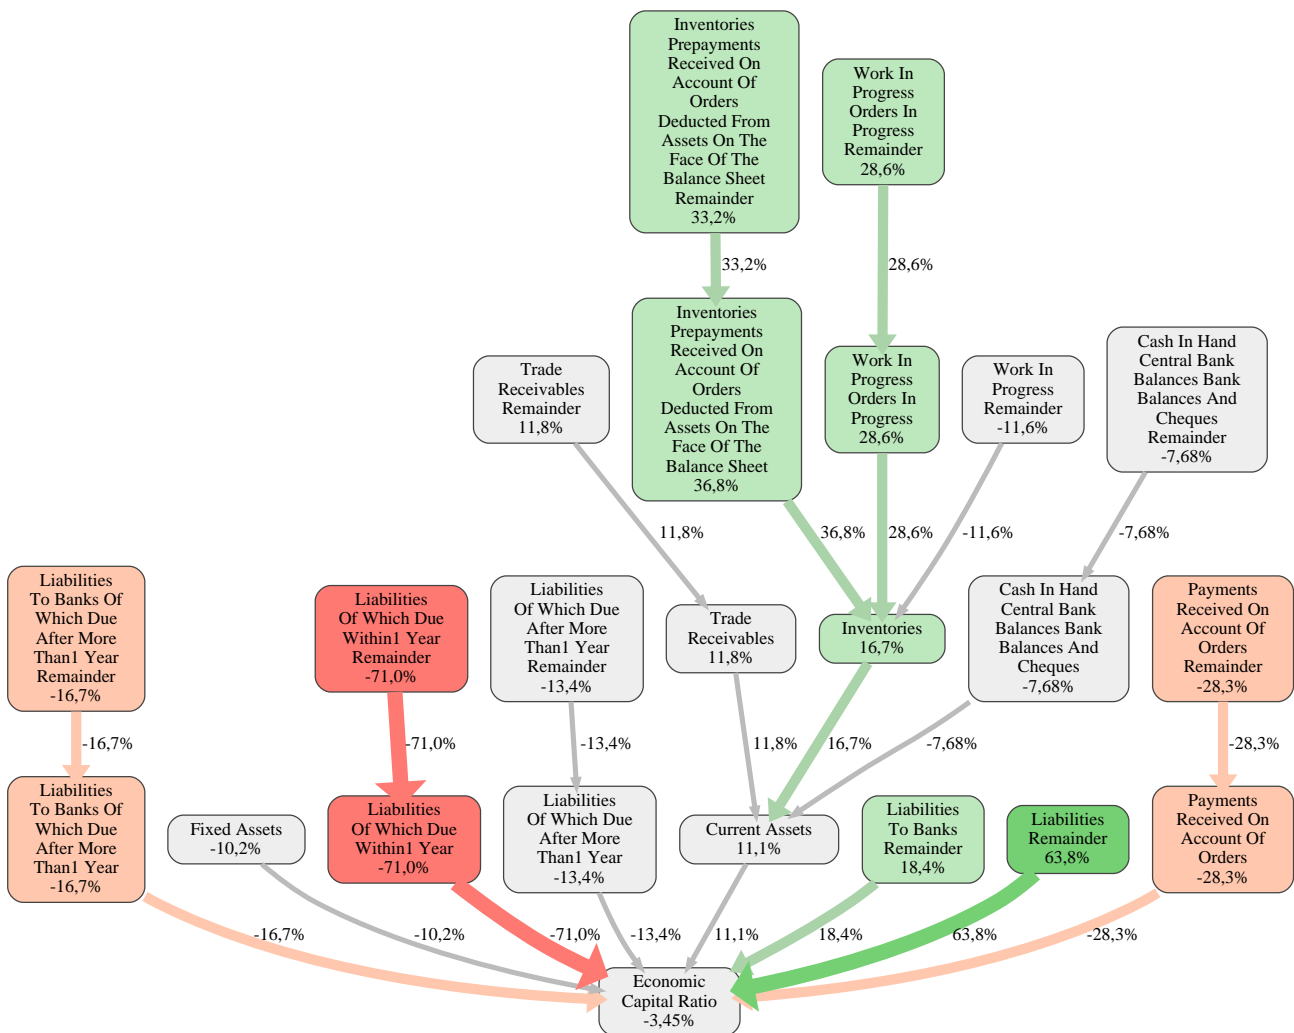 Inventories
Prepayments
Received On
Account Of
Orders
Deducted From
Assets On The
Face Of The
Balance Sheet
Remainder
33,2%
Work In
Progress
Orders In
Progress
Remainder
28,6%
33,2%
28,6%
Trade
Receivables
Remainder
11,8%
Inventories
Prepayments
Received On
Account Of
Orders
Deducted From
Assets On The
Face Of The
Balance Sheet
36,8%
Work In
Progress
Orders In
Progress
28,6%
Work In
Progress
Remainder
-11,6%
Cash In Hand
Central Bank
Balances Bank
Balances And
Cheques
Remainder
-7,68%
11,8%
36,8%
28,6%
-11,6%
-7,68%
Liabilities
To Banks Of
Which Due
After More
Than1 Year
Remainder
-16,7%
Liabilities
Of Which Due
Within1 Year
Remainder
-71,0%
Liabilities
Of Which Due
After More
Than1 Year
Remainder
-13,4%
Trade
Receivables
11,8%
Inventories
16,7%
Cash In Hand
Central Bank
Balances Bank
Balances And
Cheques
-7,68%
Payments
Received On
Account Of
Orders
Remainder
-28,3%
-16,7%
-71,0%
-13,4%
11,8%
16,7%
-7,68%
-28,3%
Liabilities
To Banks Of
Which Due
After More
Than1 Year
-16,7%
Fixed Assets
-10,2%
Liabilities
Of Which Due
Within1 Year
-71,0%
Liabilities
Of Which Due
After More
Than1 Year
-13,4%
Current Assets
11,1%
Liabilities
To Banks
Remainder
18,4%
Liabilities
Remainder
63,8%
Payments
Received On
Account Of
Orders
-28,3%
-16,7%
-10,2%
-71,0%
-13,4%
11,1%
18,4%
63,8%
-28,3%
Economic
Capital Ratio
-3,45%